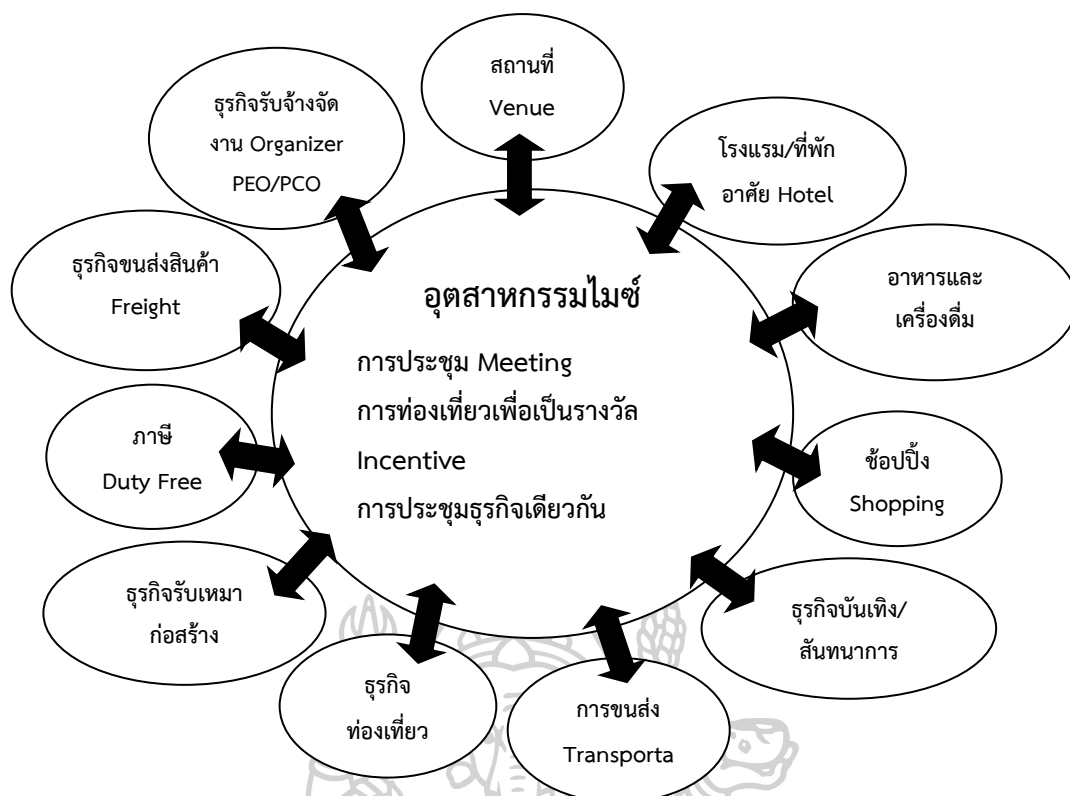 สถานที่
Venue
ธุรกิจรับจ้างจัด
งาน Organizer
PEO/PCO
โรงแรม/ที่พัก
อาศัย Hotel
ธุรกิจขนส่งสินค้า
Freight
อาหารและ
เครื่องดื่ม
อุตสาหกรรมไมซ์
การประชุม Meeting
การท่องเที่ยวเพื่อเป็นรางวัล
Incentive
การประชุมธุรกิจเดียวกัน
ภาษี
Duty Free
ช้อปปิ้ง
Shopping
ธุรกิจรับเหมา
ก่อสร้าง
ธุรกิจบันเทิง/
สันทนาการ
ธุรกิจ
ท่องเที่ยว
การขนส่ง
Transporta